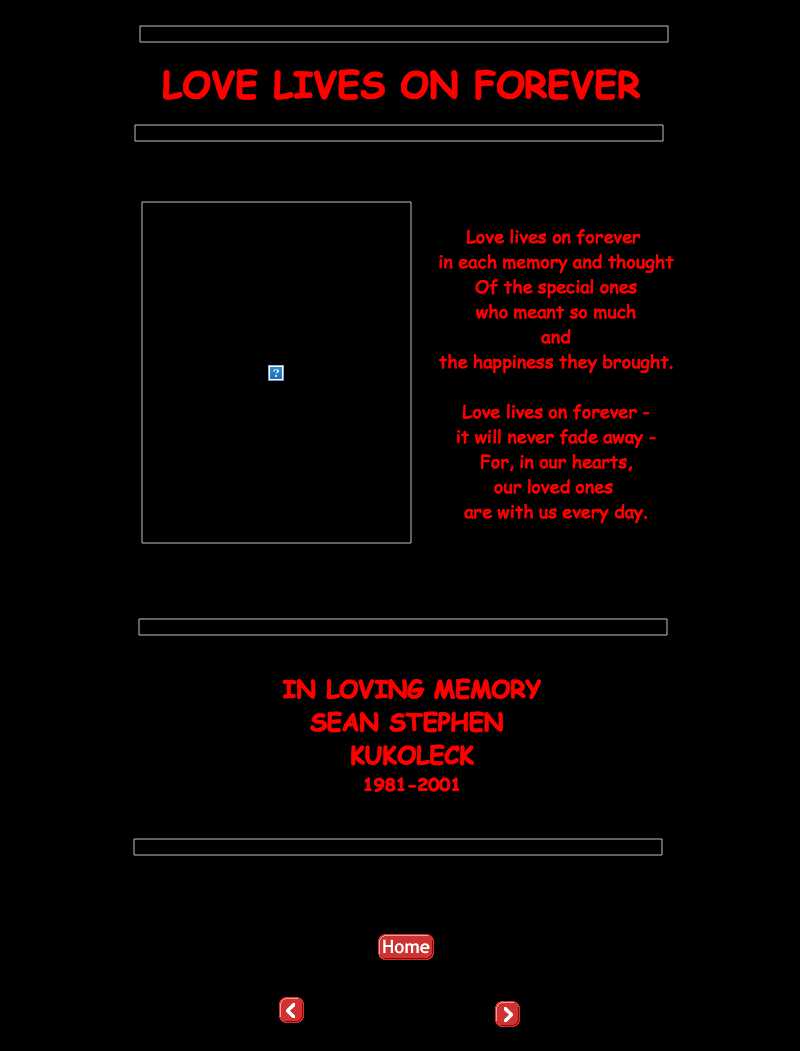 LOVE LIVES ON FOREVER
Love lives on forever
in each memory and thought
Of the special ones
who meant so much
and
the happiness they brought.
Love lives on forever -
it will never fade away -
For, in our hearts,
our loved ones
are with us every day.
IN LOVING MEMORY
SEAN STEPHEN
KUKOLECK
1981-2001
Home